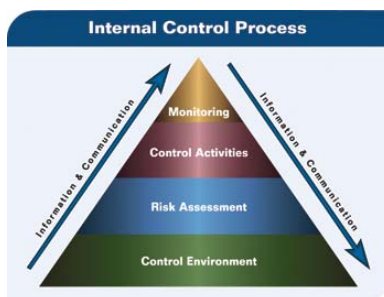 Internal Control Process
Monitoring
Control Activities
Risk Assessment
Control Environment
Information & Communication
Information & Communication